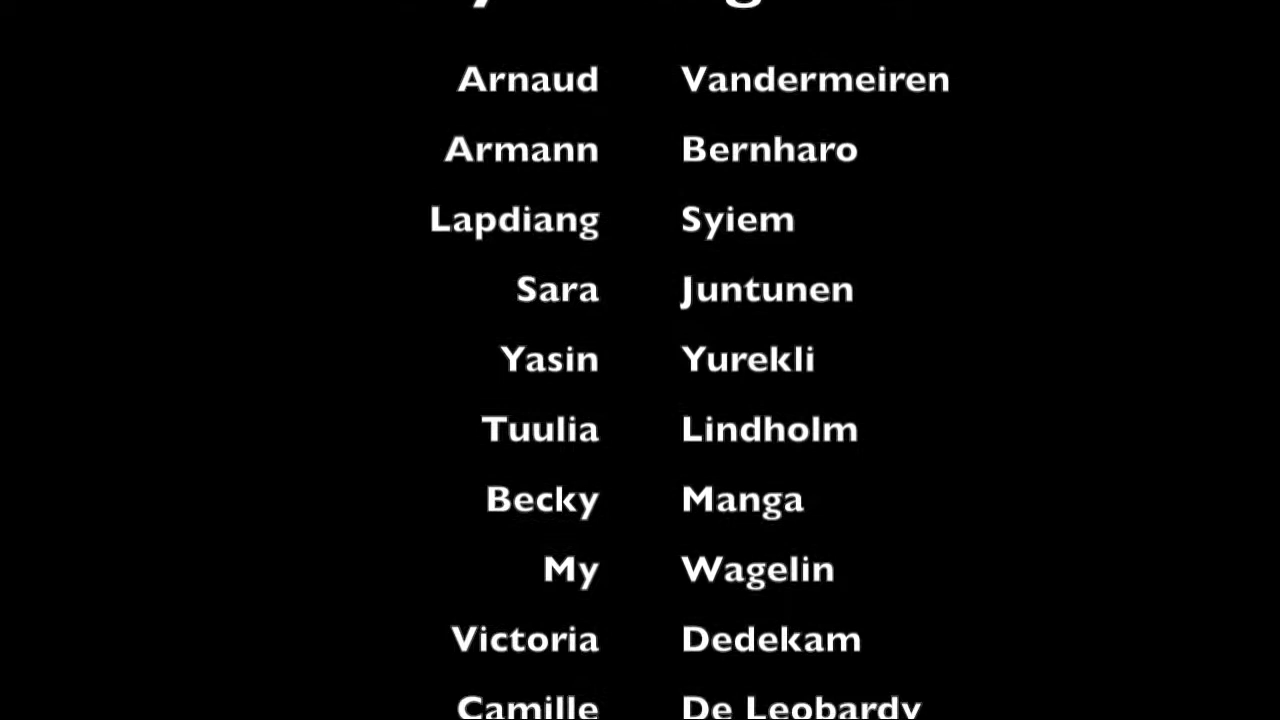 Arnaud Vandermeiren
Armann Bernharo
Lapdiang Syiem
Sara Juntunen
Yasin Yurekli
Tuulia Lindholm
Becky Manga
My Wagelin
Victoria Dedekam
Camille De Leobardy